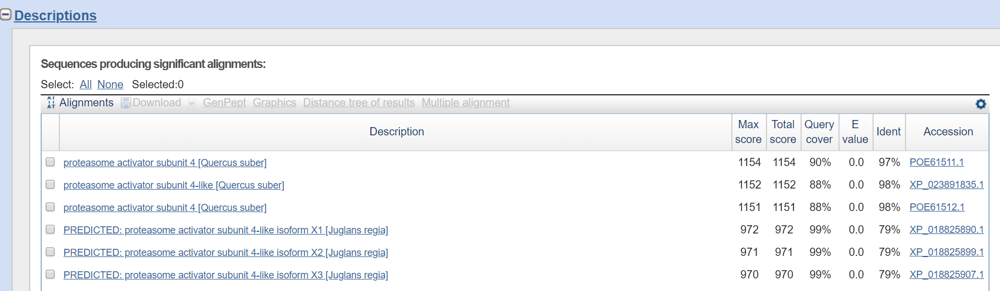 Descriptions
Sequences producing significant alignments:
Select: All None Selected:0
Alignments Download GenPept Graphics Distance tree of results Multiple alignment
Description Max score Total score Query cover E value Ident Accession
proteasome activator subunit 4 [Quercus suber] 1154 1154 90% 0.0 97% POE61511.1
proteasome activator subunit 4-like [Quercus suber] 1152 1152 88% 0.0 98% XP_023891835.1
proteasome activator subunit 4 [Quercus suber] 1151 1151 88% 0.0 98% POE61512.1
PREDICTED: proteasome activator subunit 4-like isoform X1 [Juglans regia] 972 972 99% 0.0 79% XP_018825890.1
PREDICTED: proteasome activator subunit 4-like isoform X2 [Juglans regia] 971 971 99% 0.0 79% XP_018825899.1
PREDICTED: proteasome activator subunit 4-like isoform X3 [Juglans regia] 970 970 99% 0.0 79% XP_018825907.1